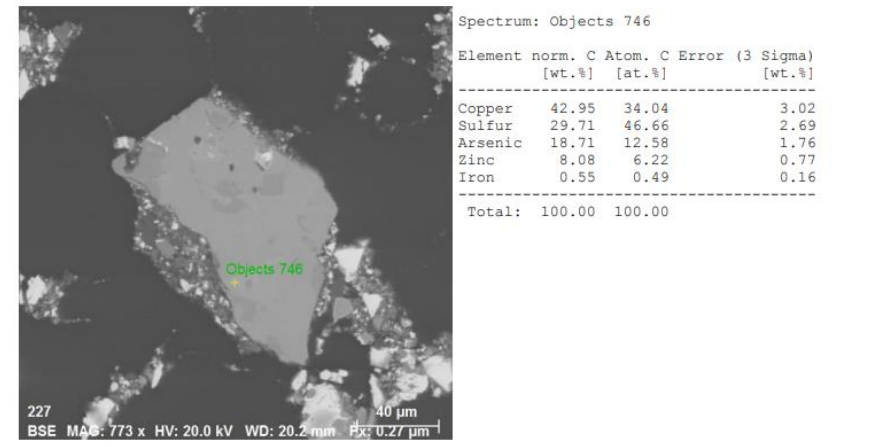 Spectrum: Objects 746
Element norm. C Atom. C Error (3 Sigma)
[wt.%] [at.%] [wt.%]
Copper 42.95 34.04 3.02
Sulfur 29.71 46.66 2.69
Arsenic 18.71 12.58 1.76
Zinc 8.08 6.22 0.77
Iron 0.55 0.49 0.16
Total: 100.00 100.00
Objects 746
227
40 µm
BSE MAG: 773 x HV: 20.0 kV WD: 20.2 mm Px: 0.27 µm